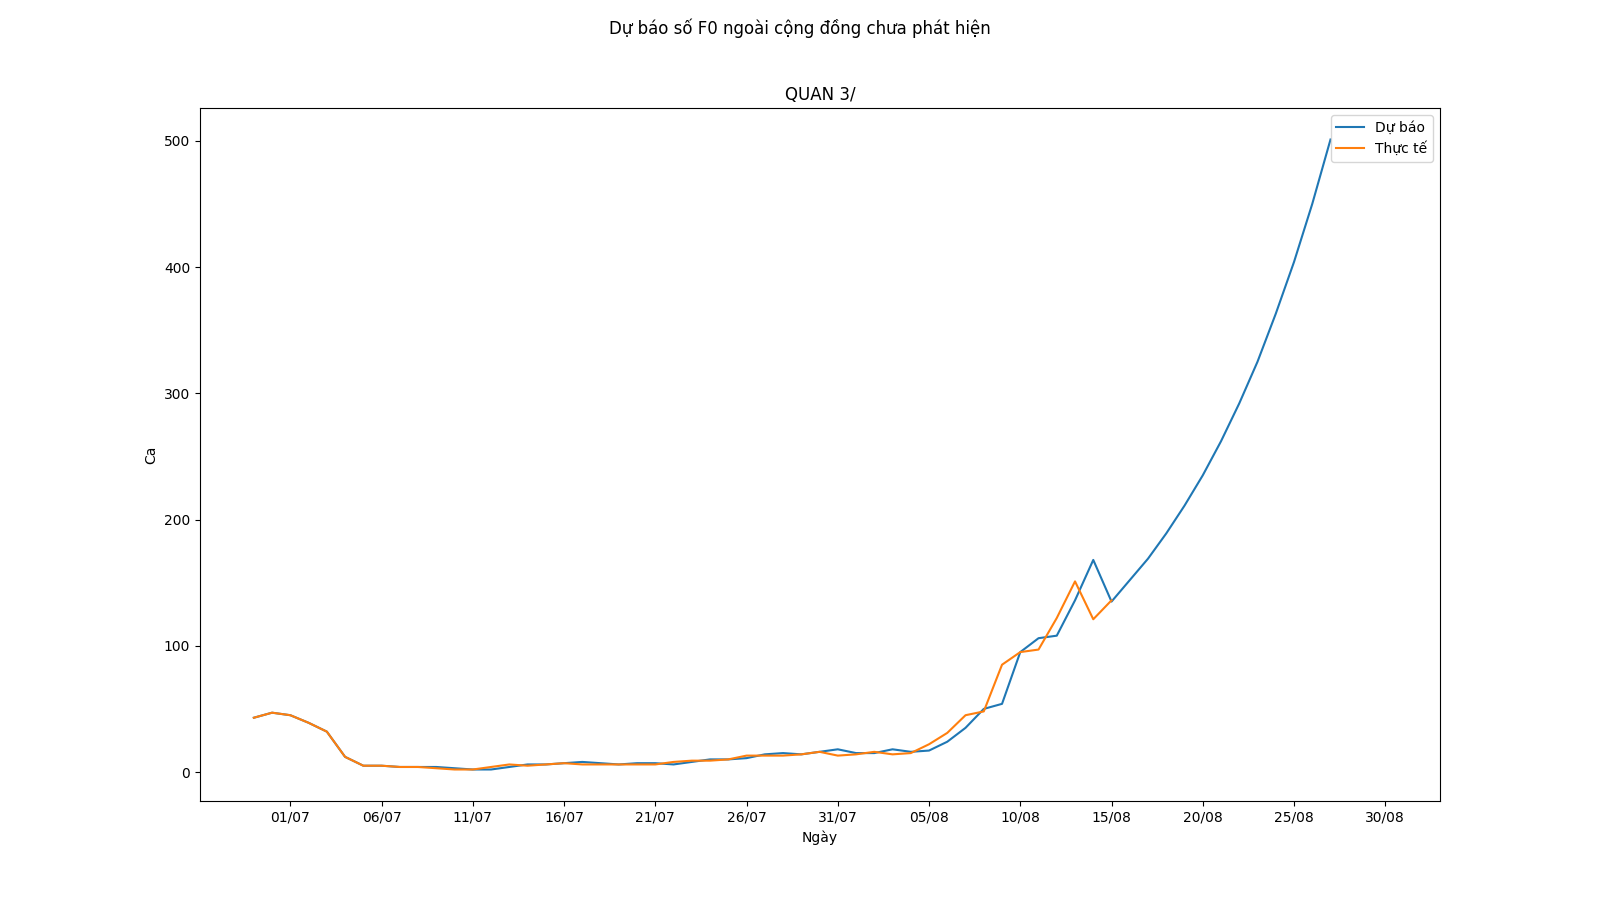 Dự báo số F0 ngoài cộng đồng chưa phát hiện
QUAN 3/
Dự báo
Thực tế
500
400
300
200
100
0
Ca
01/07 06/07 11/07 16/07 21/07 26/07 31/07 05/08 10/08 15/08 20/08 25/08 30/08
Ngày